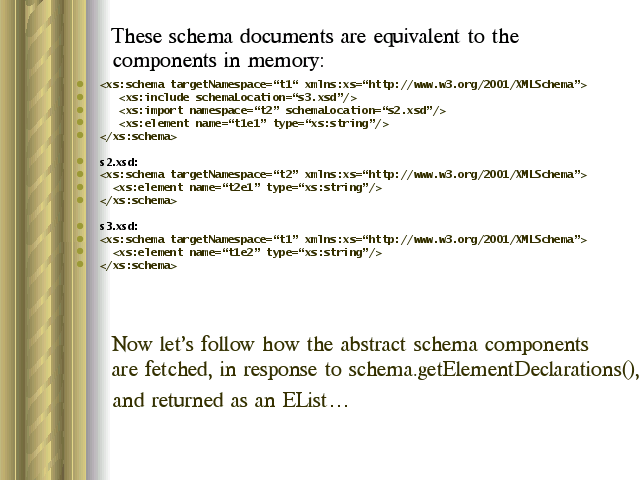 These schema documents are equivalent to the
components in memory:
<xs:schema targetNamespace=“t1“ xmlns:xs=“http://www.w3.org/2001/XMLSchema”>
<xs:include schemaLocation=“s3.xsd”/>
<xs:import namespace=“t2” schemaLocation=“s2.xsd”/>
<xs:element name=“t1e1” type=“xs:string”/>
</xs:schema>
s2.xsd:
<xs:schema targetNamespace=“t2” xmlns:xs=“http://www.w3.org/2001/XMLSchema”>
<xs:element name=“t2e1” type=“xs:string”/>
</xs:schema>
s3.xsd:
<xs:schema targetNamespace=“t1” xmlns:xs=“http://www.w3.org/2001/XMLSchema”>
<xs:element name=“t1e2” type=“xs:string”/>
</xs:schema>
Now let’s follow how the abstract schema components
are fetched, in response to schema.getElementDeclarations(),
and returned as an EList…